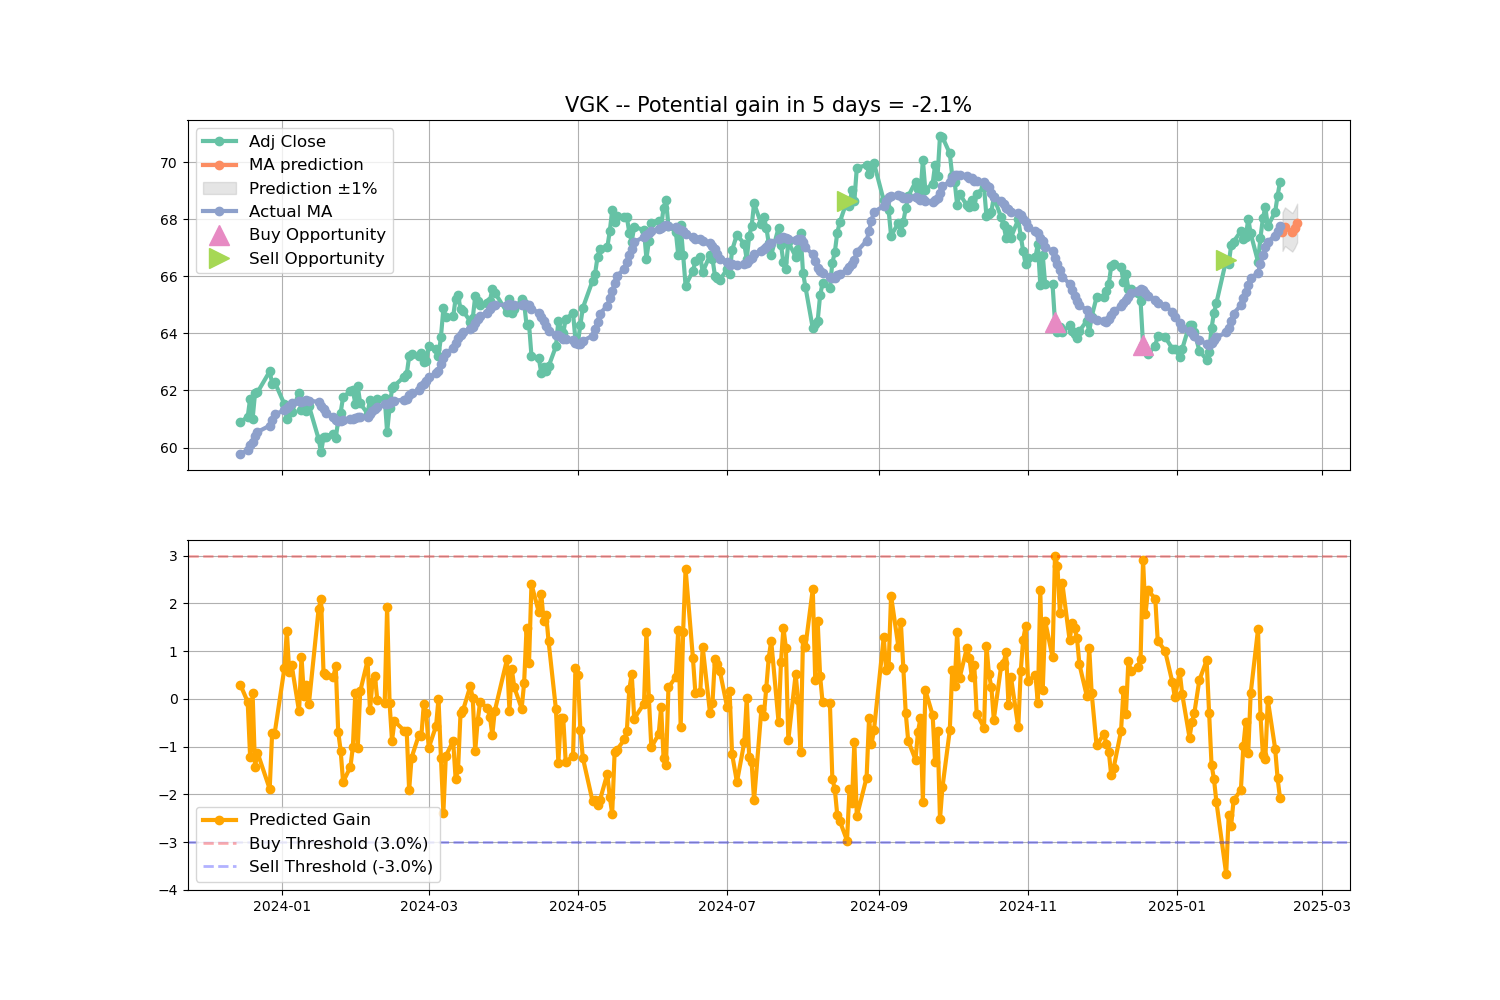 VGK -- Potential gain in 5 days = -2.1%
70
68
66
64
62
60
Adj Close
MA prediction
Prediction ±1%
Actual MA
Buy Opportunity
Sell Opportunity
3
2
1
0
−1
−2
−3
−4
Predicted Gain
Buy Threshold (3.0%)
Sell Threshold (-3.0%)
2024-01
2024-03
2024-05
2024-07
2024-09
2024-11
2025-01
2025-03